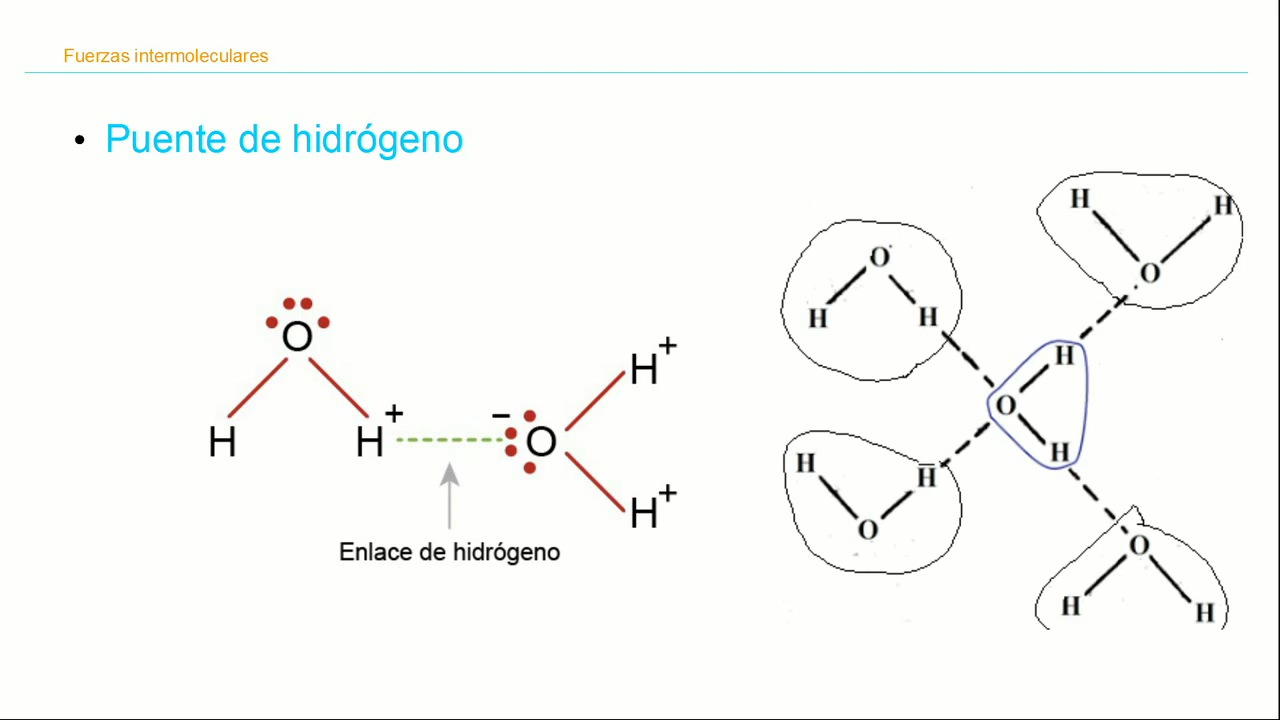 Fuerzas intermoleculares
• Puente de hidrógeno
O
H
H+
− O
H+
H+
Enlace de hidrógeno
O
H
H
H
H
O
H
O
H
H
H
O
O
H
H